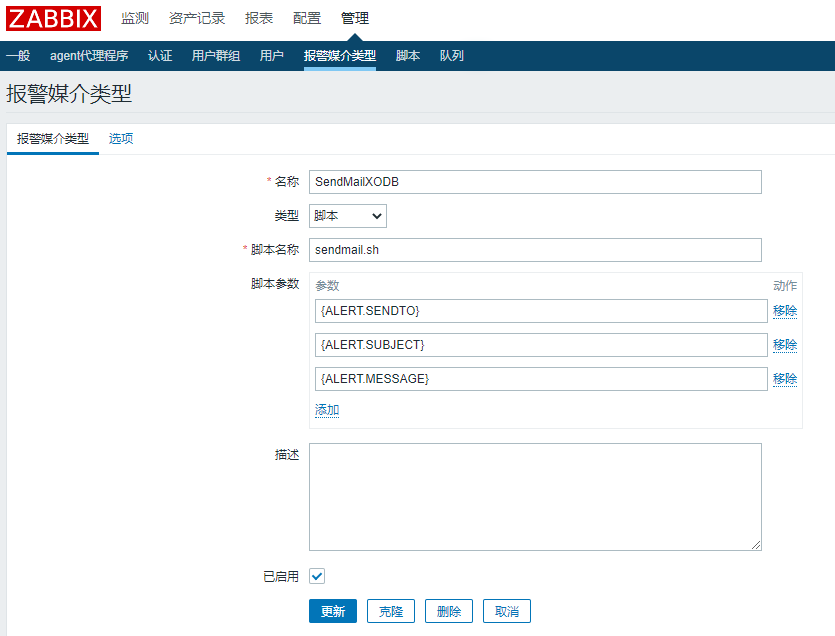 ZABBIX 监测 资产记录 报表 配置 管理
一般 agent代理程序 认证 用户群组 用户 报警媒介类型 脚本 队列
报警媒介类型
报警媒介类型 选项
* 名称 SendMailXODB
类型 脚本
* 脚本名称 sendmail.sh
脚本参数 参数 动作
{ALERT.SENDTO} 移除
{ALERT.SUBJECT} 移除
{ALERT.MESSAGE} 移除
添加
描述
已启用
更新 克隆 删除 取消